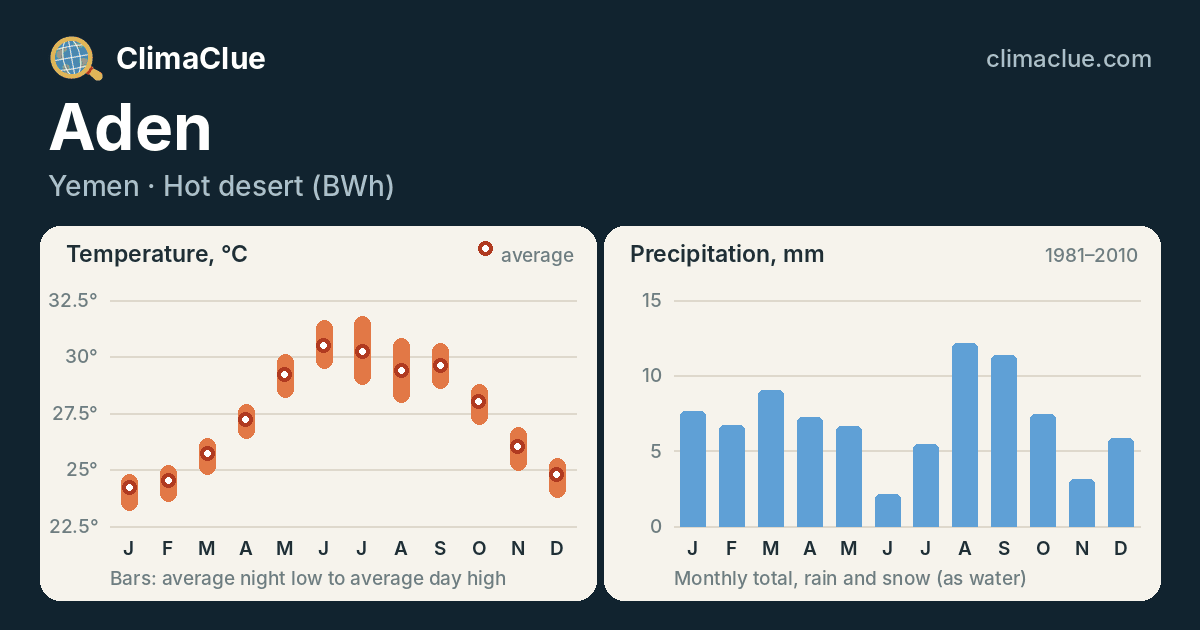 ClimaClue
climaclue.com
Aden
Yemen · Hot desert (BWh)
Temperature, °C
average
32.5°
30°
27.5°
25°
22.5°
J F M A M J J A S O N D
Bars: average night low to average day high
Precipitation, mm
1981–2010
15
10
5
0
J F M A M J J A S O N D
Monthly total, rain and snow (as water)